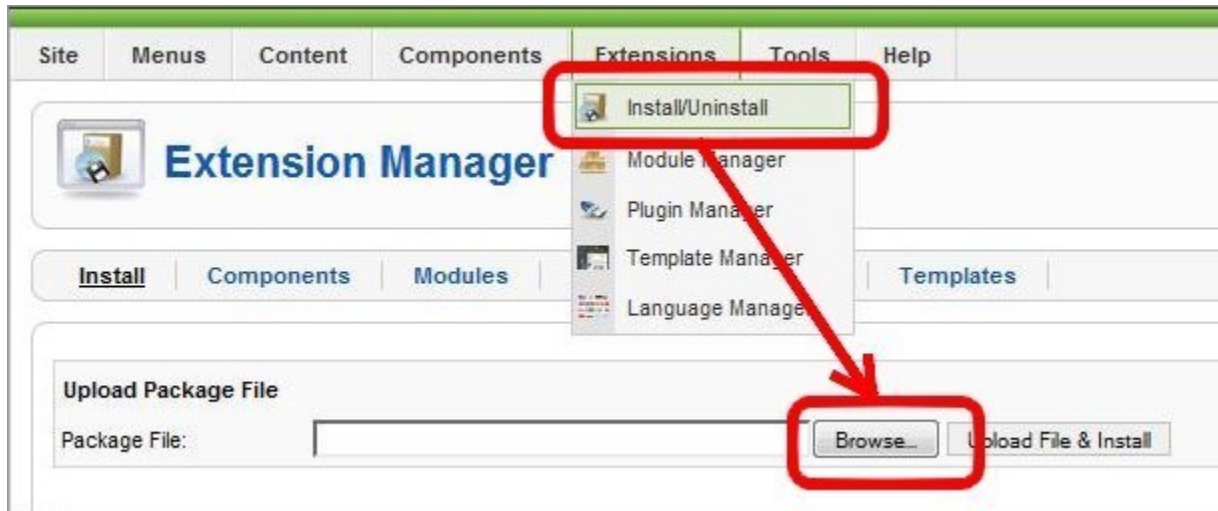 Site Menus Content Components Extensions Tools Help
Install/Uninstall
Extension Manager
Module Manager
Plugin Manager
Template Manager
Install Components Modules Templates
Language Manager
Upload Package File
Package File: Browse... Upload File & Install